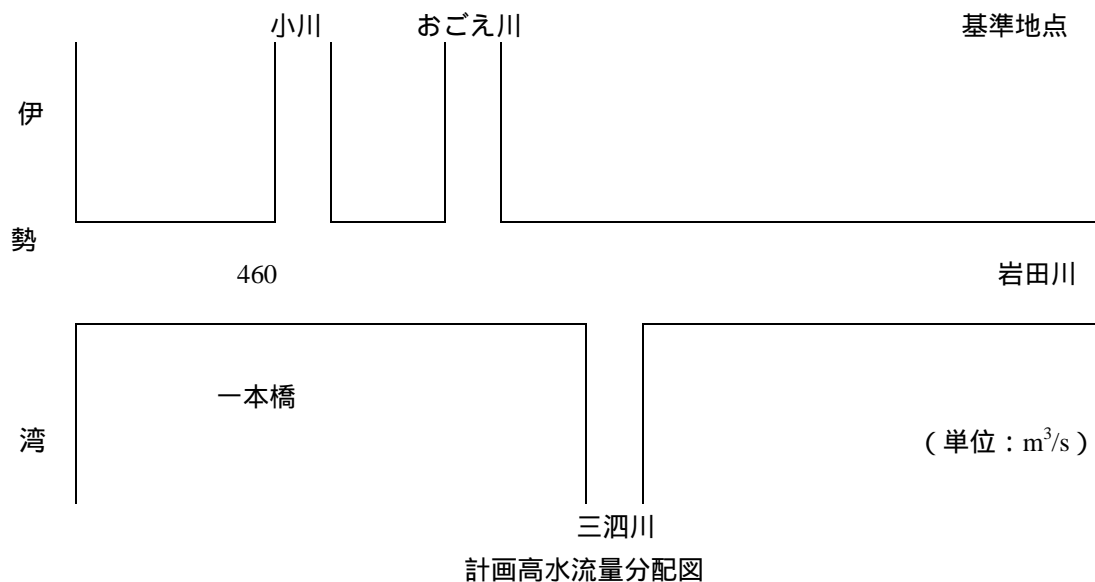 小川
おごえ川
基準地点
伊
勢
湾
460
岩田川
一本橋
（単位：m³/s）
三泗川
計画高水流量分配図